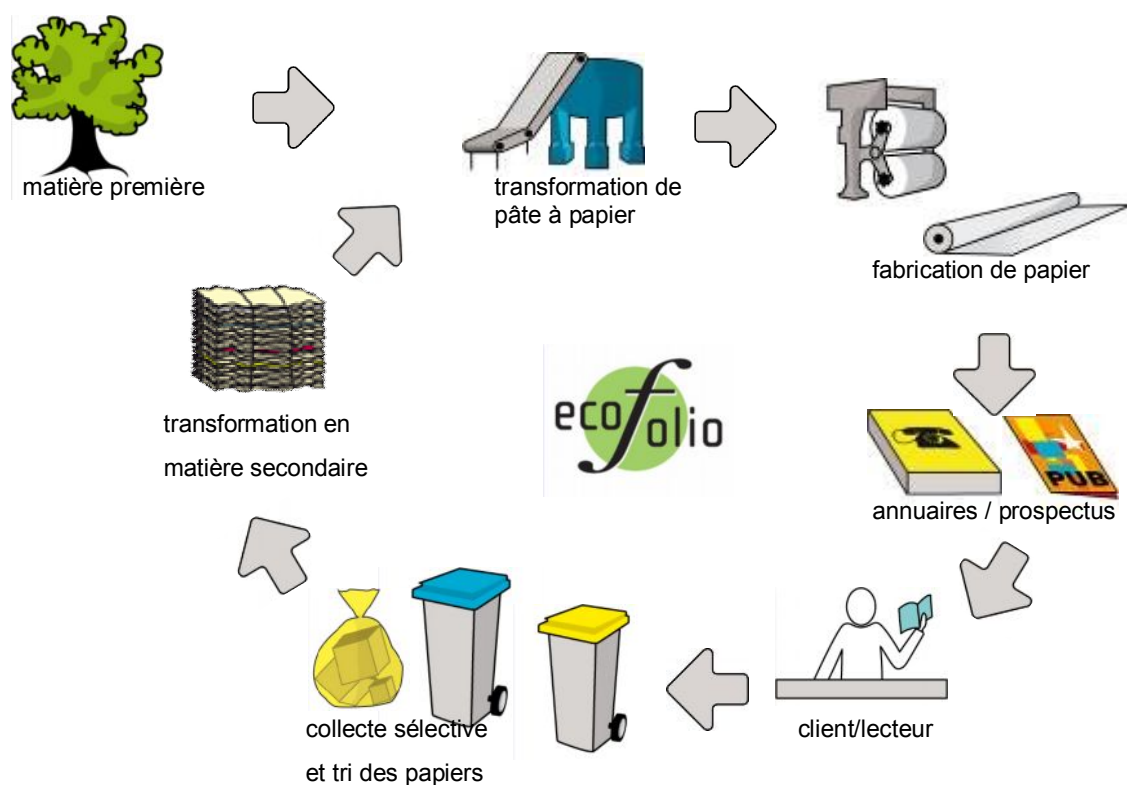 matière première
transformation de
pâte à papier
fabrication de papier
transformation en
matière secondaire
ecofolio
PUB
annuaires / prospectus
client/lecteur
collecte sélective
et tri des papiers